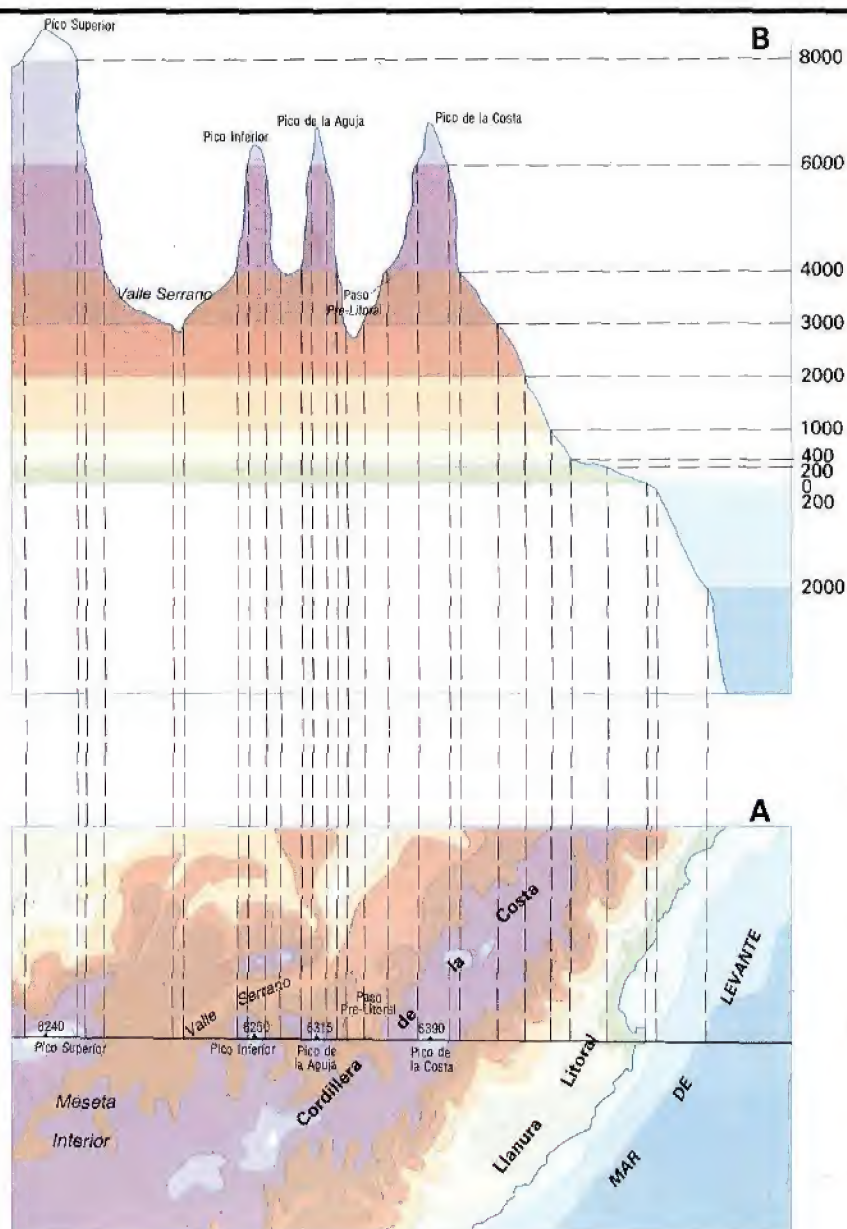 Pico Superior
B
8000
Pico Inferior
Pico de la Aguja
Pico de la Costa
6000
4000
Valle Serrano
Paso
Pre-Litoral
3000
2000
1000
400
200
0
200
2000
A
Costa
la
de
Cordillera
LEVANTE
DE
MAR
Valle Serrano
Paso
Pre-Litoral
8240
6250
6315
6390
Pico Superior
Pico Inferior
Pico de
la Aguja
Pico de
la Costa
Litoral
Llanura
Meseta
Interior